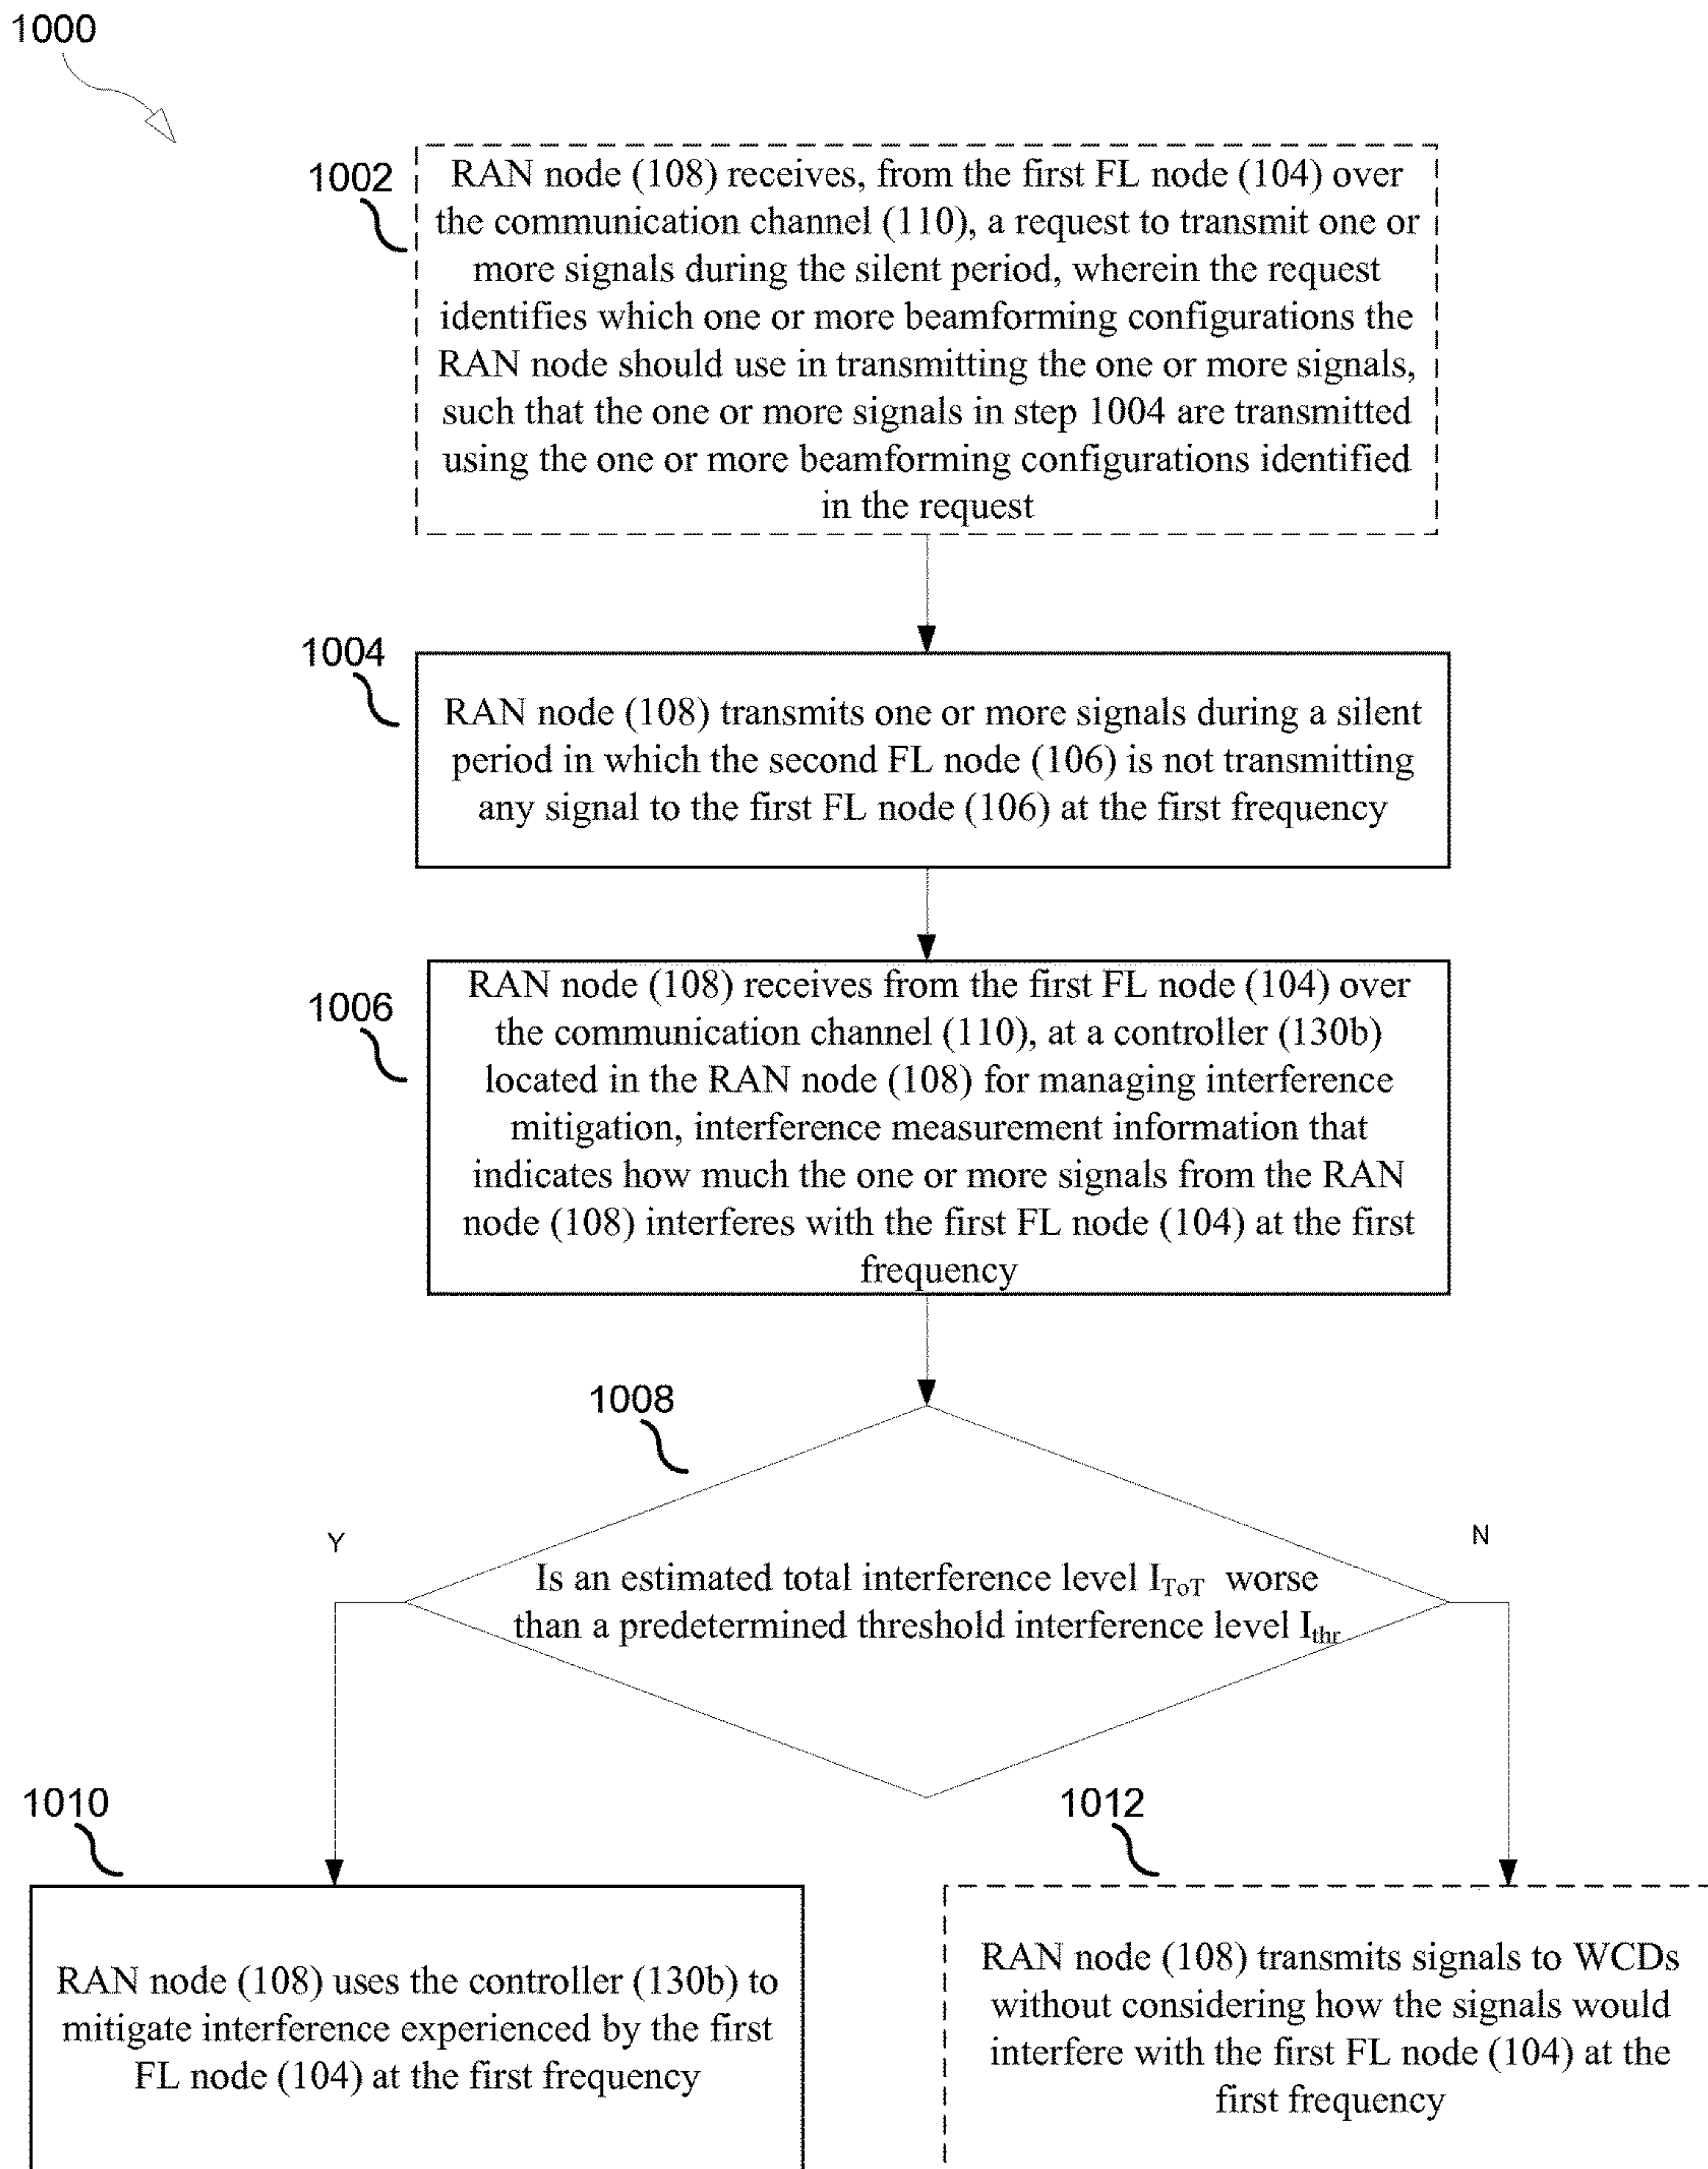 1000
1002
RAN node (108) receives, from the first FL node (104) over
the communication channel (110), a request to transmit one or
more signals during the silent period, wherein the request
identifies which one or more beamforming configurations the
RAN node should use in transmitting the one or more signals,
such that the one or more signals in step 1004 are transmitted
using the one or more beamforming configurations identified
in the request
1004
RAN node (108) transmits one or more signals during a silent
period in which the second FL node (106) is not transmitting
any signal to the first FL node (106) at the first frequency
1006
RAN node (108) receives from the first FL node (104) over
the communication channel (110), at a controller (130b)
located in the RAN node (108) for managing interference
mitigation, interference measurement information that
indicates how much the one or more signals from the RAN
node (108) interferes with the first FL node (104) at the first
frequency
1008
Y
N
Is an estimated total interference level I_ToT worse
than a predetermined threshold interference level I_thr
1010
RAN node (108) uses the controller (130b) to
mitigate interference experienced by the first
FL node (104) at the first frequency
1012
RAN node (108) transmits signals to WCDs
without considering how the signals would
interfere with the first FL node (104) at the
first frequency